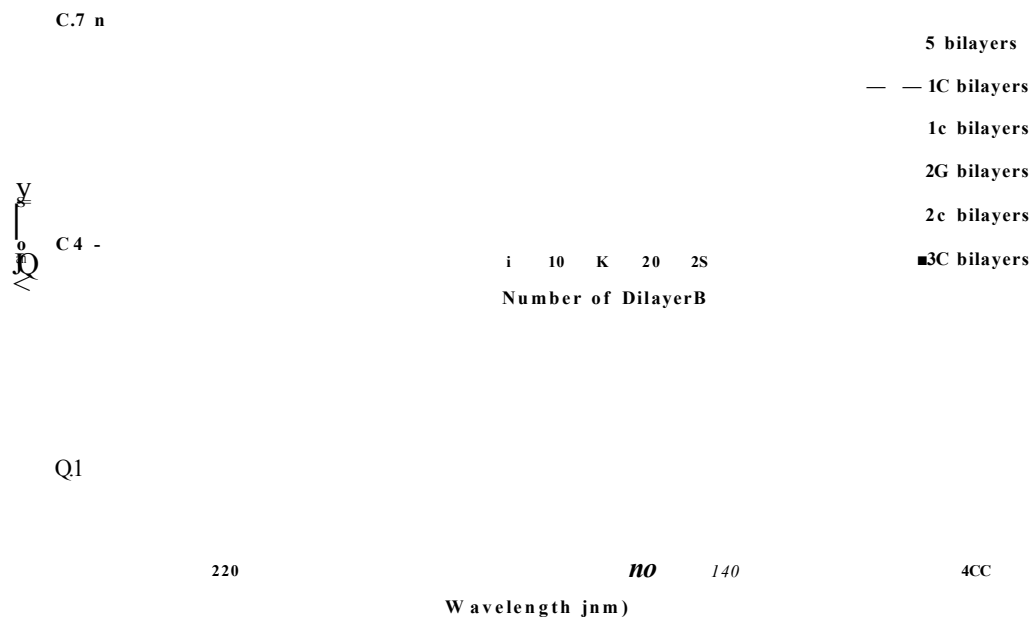 C.7 n
5 bilayers
— — 1C bilayers
1c bilayers
2G bilayers
2c bilayers
C 4 -
■3C bilayers
i 10 K 20 2S
Number of DilayerB
Q.1
220 no 140 4CC
Wavelength jnm)